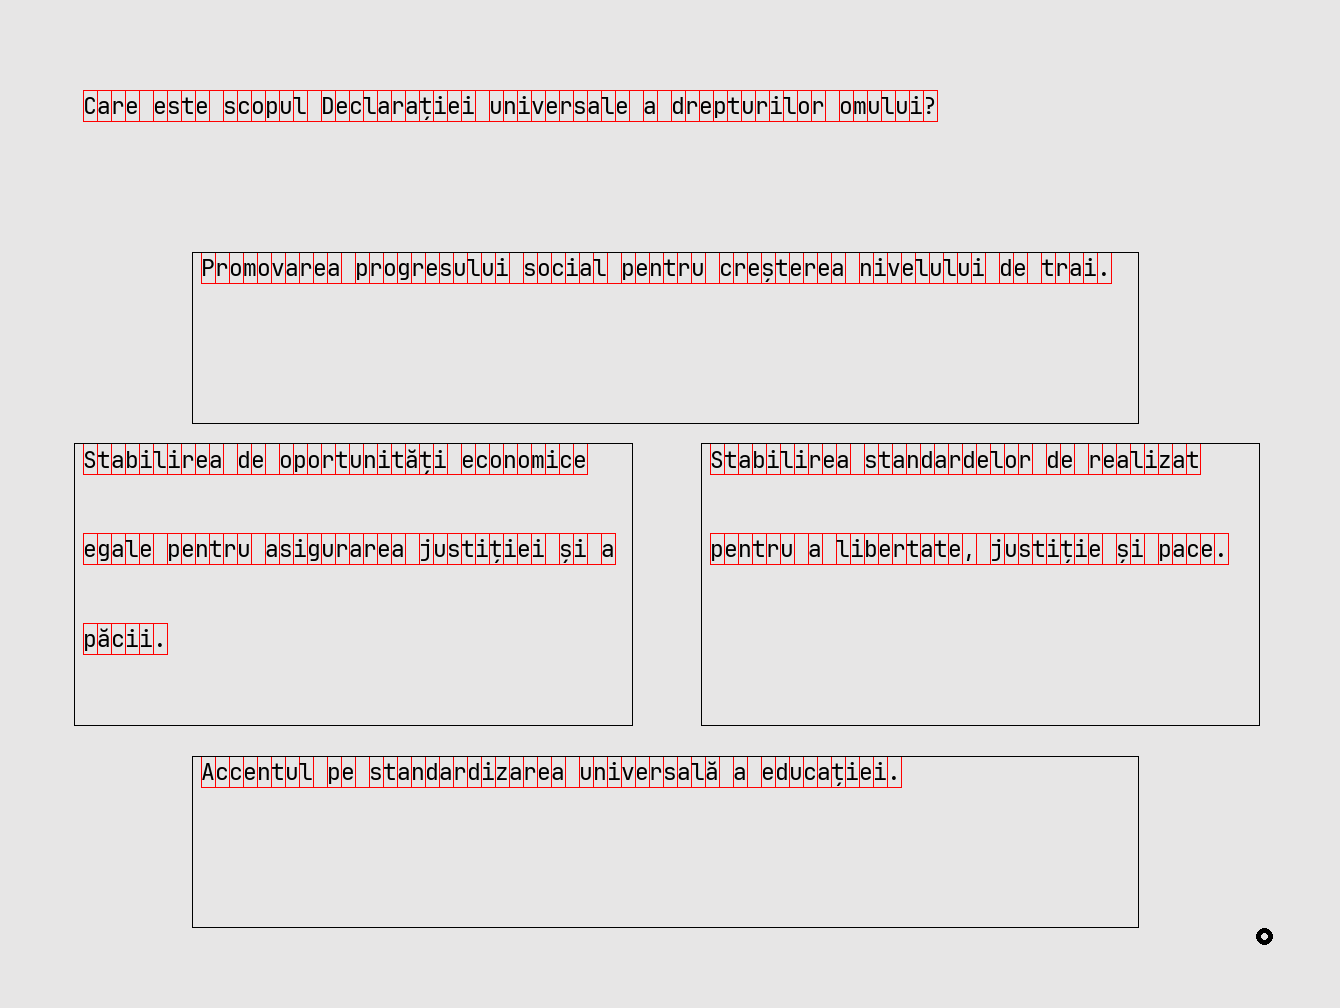 Care este scopul Declarației universale a drepturilor omului?
Promovarea progresului social pentru creșterea nivelului de trai.
Stabilirea de oportunități economice
egale pentru asigurarea justiției și a
păcii.
Stabilirea standardelor de realizat
pentru a libertate, justiție și pace.
Accentul pe standardizarea universală a educației.